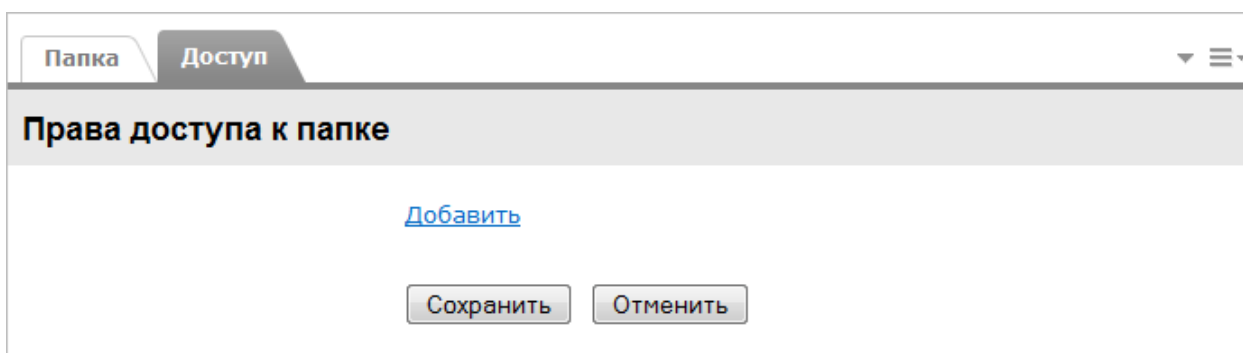 Папка Доступ
Права доступа к папке
Добавить
Сохранить Отменить